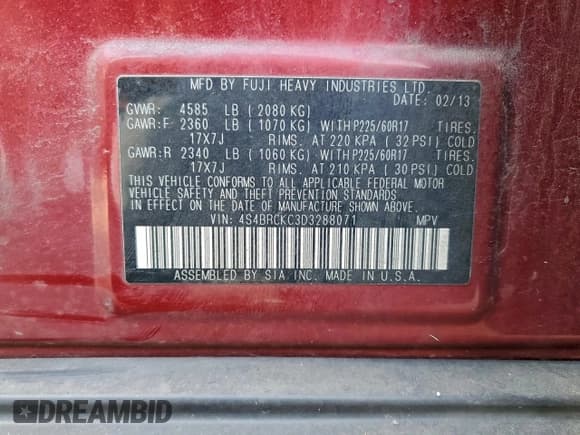 MFD BY FUJI HEAVY INDUSTRIES LTD.
DATE: 02/13
GVWR: 4585 LB (2080 KG)
GAWR:F 2360 LB (1070 KG) WITH P225/60R17 TIRES.
17X7J RIMS. AT 220 KPA (32 PSI) COLD
GAWR:R 2340 LB (1060 KG) WITH P225/60R17 TIRES.
17X7J RIMS. AT 210 KPA (30 PSI) COLD
THIS VEHICLE CONFORMS TO ALL APPLICABLE FEDERAL MOTOR
VEHICLE SAFETY AND THEFT PREVENTION STANDARDS
IN EFFECT ON THE DATE OF MANUFACTURE SHOWN ABOVE.
VIN: 4S4BRCKC3D3288071 MPV
ASSEMBLED BY SIA INC. MADE IN U.S.A.
DREAMBID